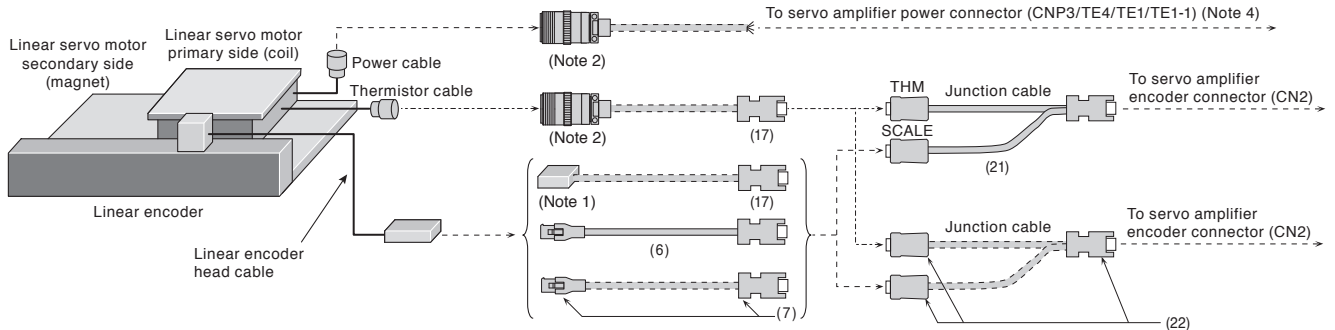 To servo amplifier power connector (CNP3/TE4/TE1/TE1-1) (Note 4)
Linear servo motor
secondary side
(magnet)
Linear servo motor
primary side (coil)
Power cable
(Note 2)
Thermistor cable
(Note 2)
(17)
THM
Junction cable
To servo amplifier
encoder connector (CN2)
SCALE
(21)
Linear encoder
Linear encoder
head cable
(Note 1)
(17)
(6)
(7)
Junction cable
To servo amplifier
encoder connector (CN2)
(22)